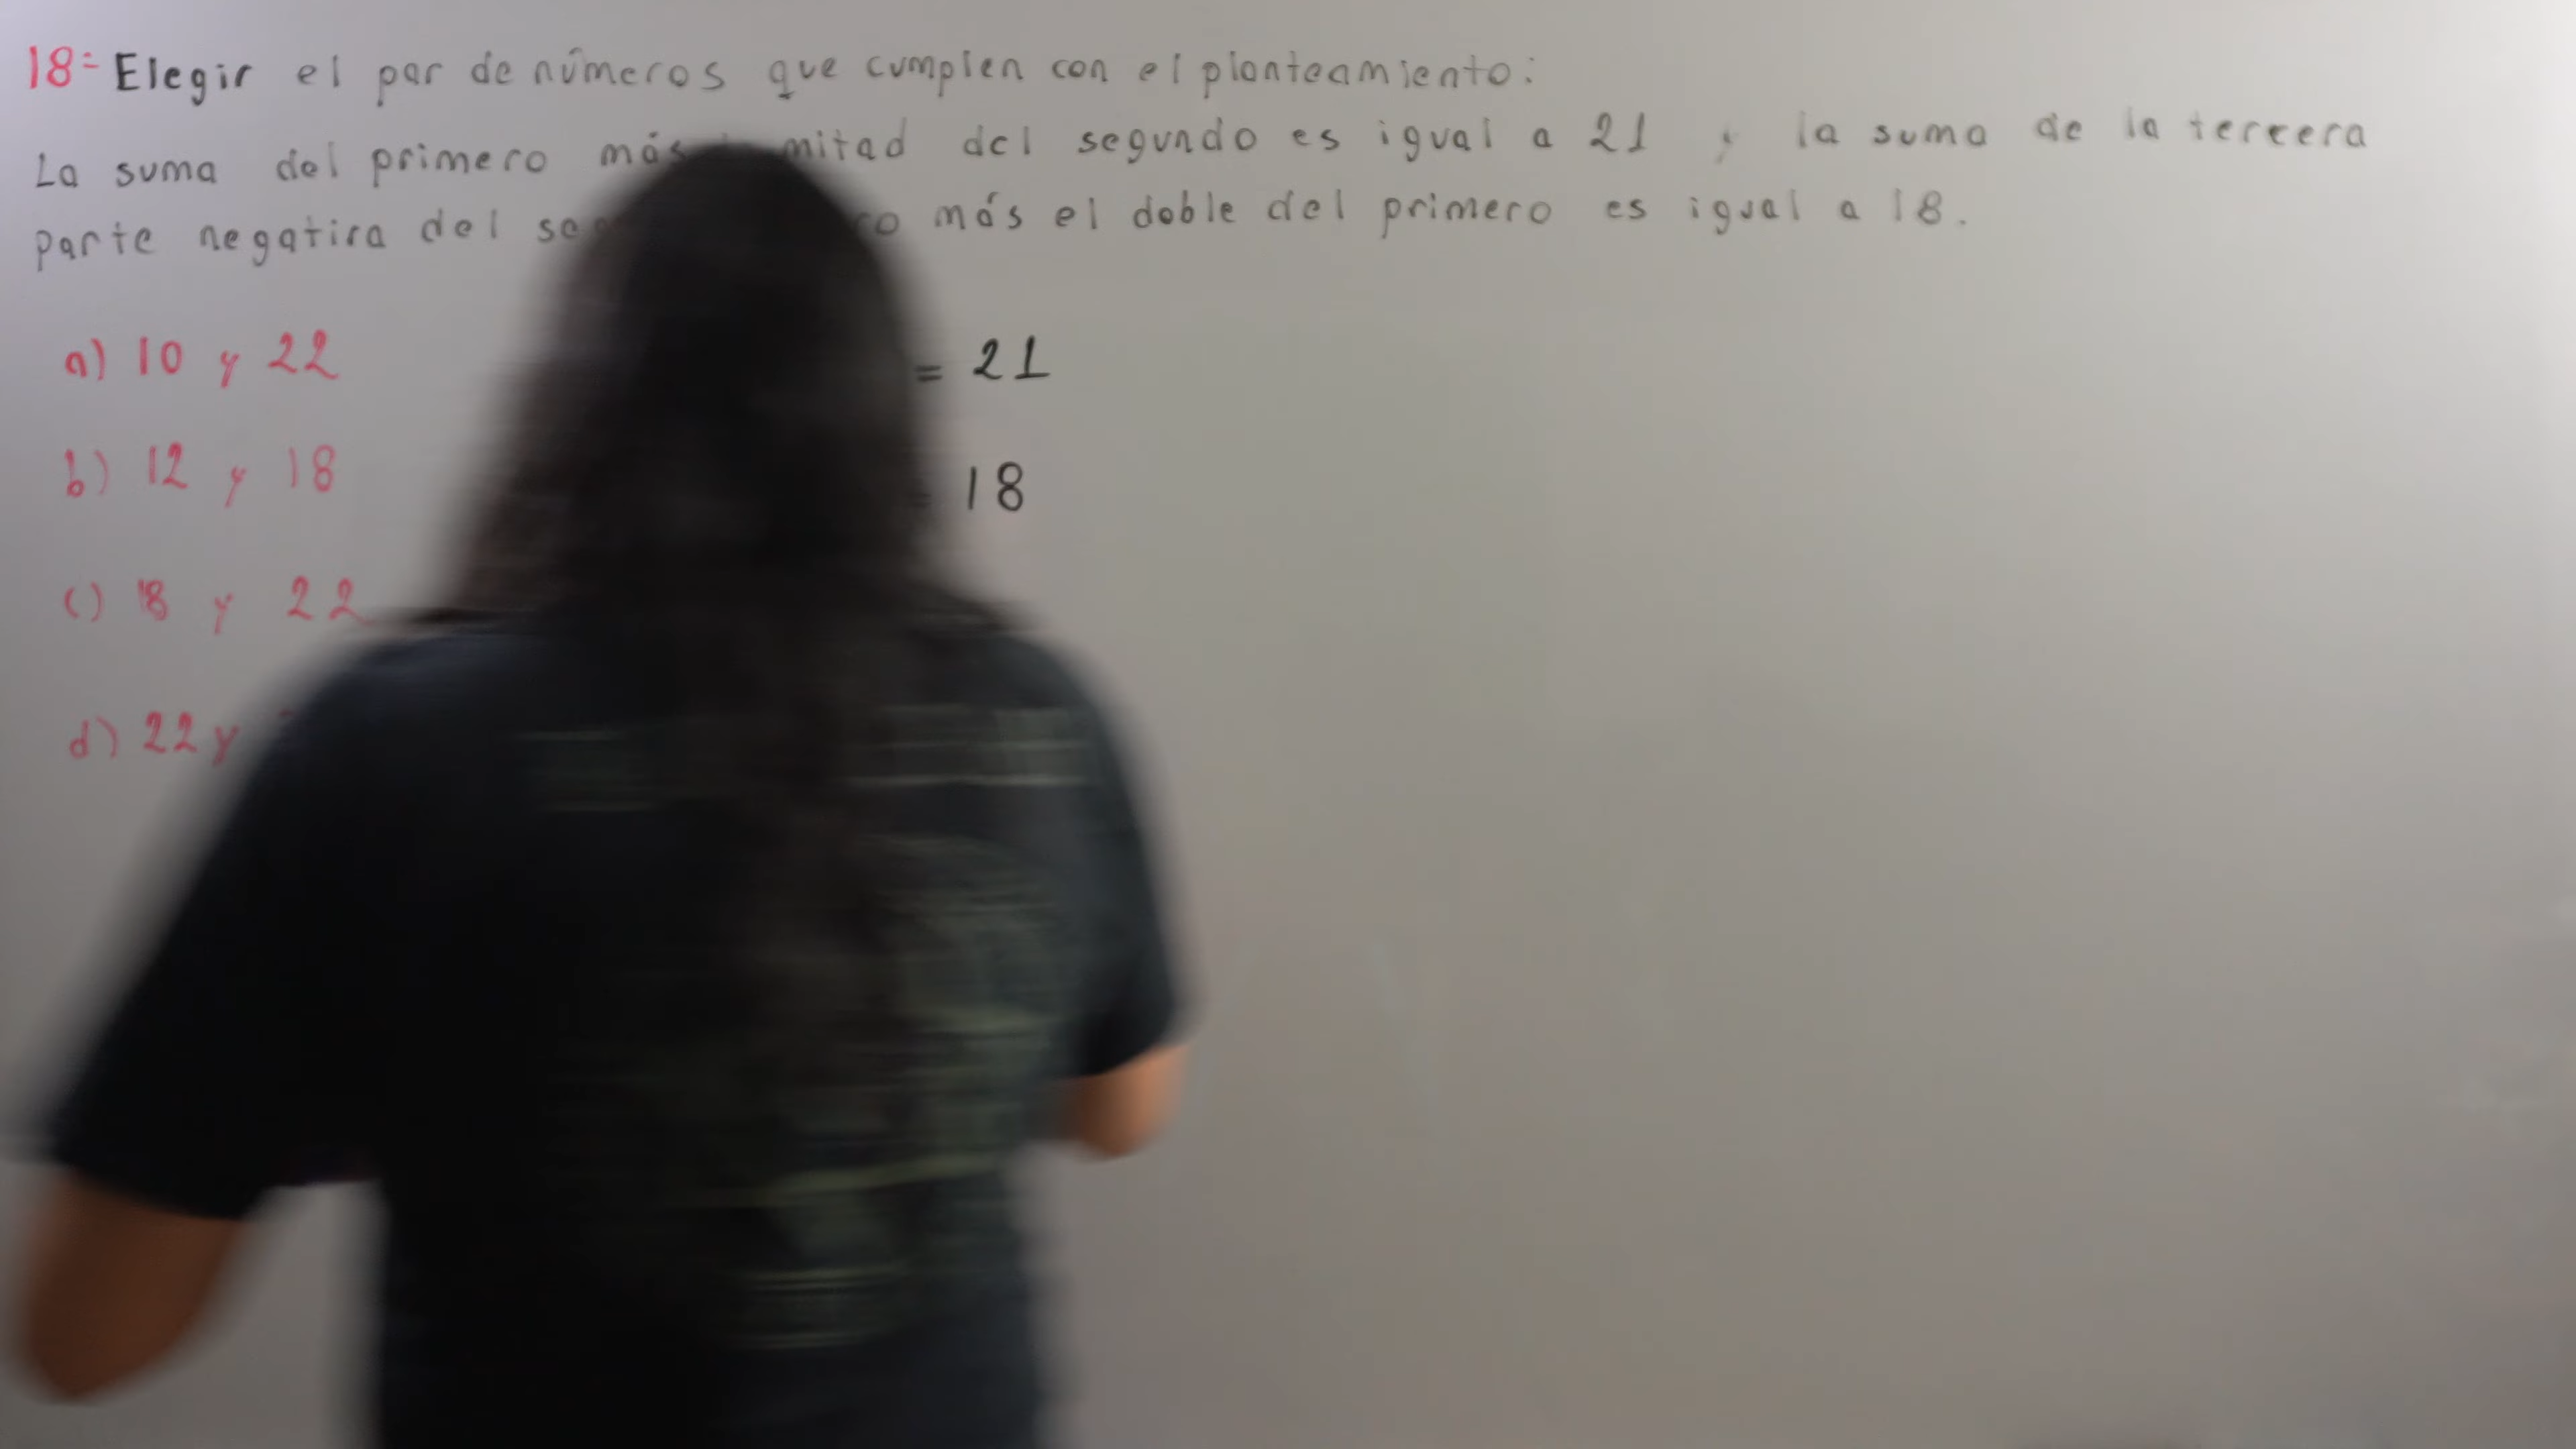 18= Elegir el par de números que cumplen con el planteamiento:
La suma del primero más mitad del segundo es igual a 21 y la suma de la tercera
parte negativa del más el doble del primero es igual a 18.
a) 10 y 22
= 21
b) 12 y 18
= 18
c) 18 y 22
d) 22 y